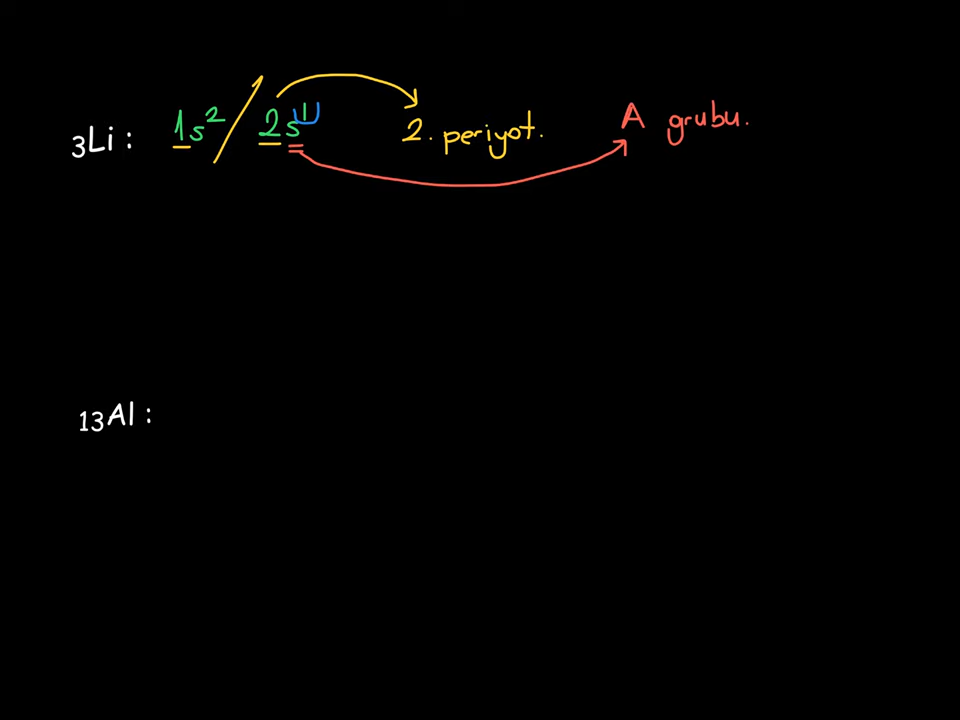 ₃Li : 1s² / 2s¹ 2. periyot. A grubu.
₁₃Al :